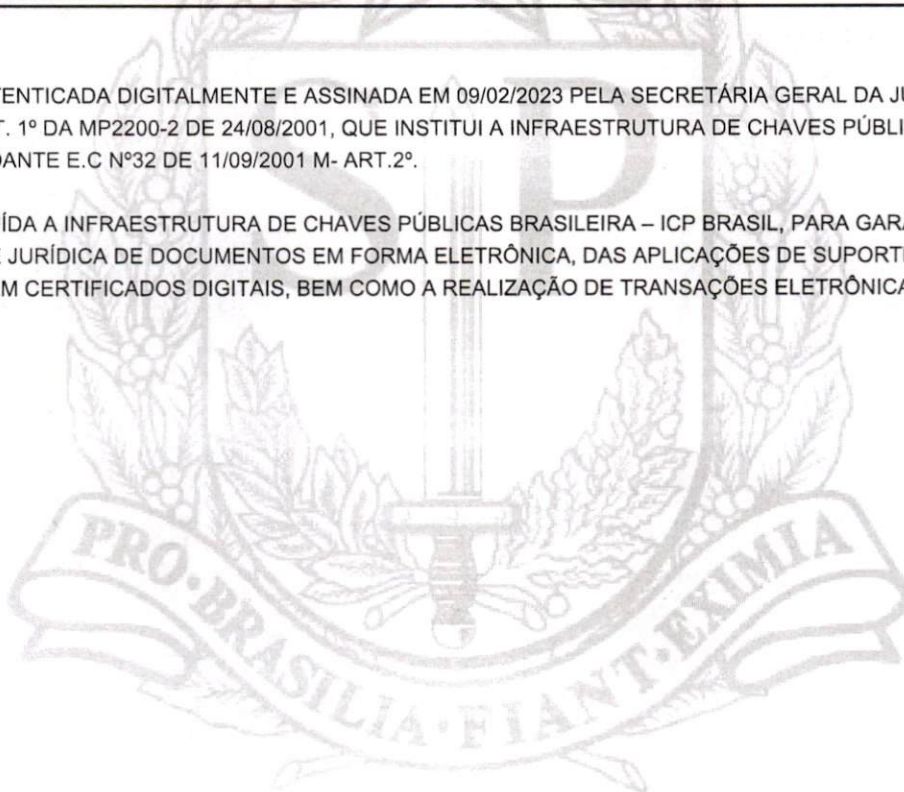 TENTICADA DIGITALMENTE E ASSINADA EM 09/02/2023 PELA SECRETÁRIA GERAL DA JU
T. 1º DA MP2200-2 DE 24/08/2001, QUE INSTITUI A INFRAESTRUTURA DE CHAVES PÚBLI
DANTE E.C Nº32 DE 11/09/2001 M- ART.2º.
ÍDA A INFRAESTRUTURA DE CHAVES PÚBLICAS BRASILEIRA – ICP BRASIL, PARA GARA
E JURÍDICA DE DOCUMENTOS EM FORMA ELETRÔNICA, DAS APLICAÇÕES DE SUPORTE
M CERTIFICADOS DIGITAIS, BEM COMO A REALIZAÇÃO DE TRANSAÇÕES ELETRÔNICA
SP
PRO·BRASILIA·FIANT·EXIMIA